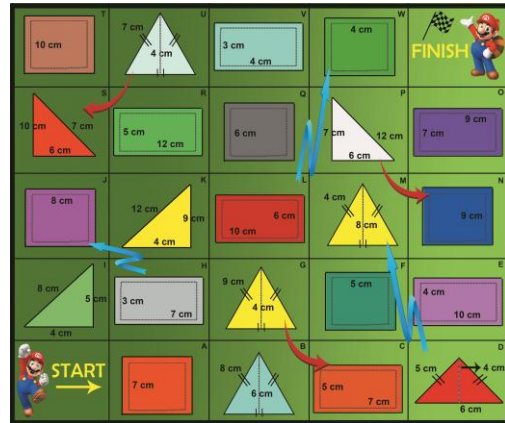 T
10 cm
U
7 cm
4 cm
V
3 cm
4 cm
W
4 cm
FINISH
S
10 cm
7 cm
6 cm
R
5 cm
12 cm
Q
6 cm
P
7 cm
12 cm
6 cm
O
9 cm
7 cm
J
8 cm
K
12 cm
9 cm
4 cm
L
6 cm
10 cm
M
4 cm
8 cm
N
9 cm
I
8 cm
5 cm
4 cm
H
3 cm
7 cm
G
9 cm
4 cm
F
5 cm
E
4 cm
10 cm
START
A
7 cm
B
8 cm
6 cm
C
5 cm
7 cm
D
5 cm
4 cm
6 cm